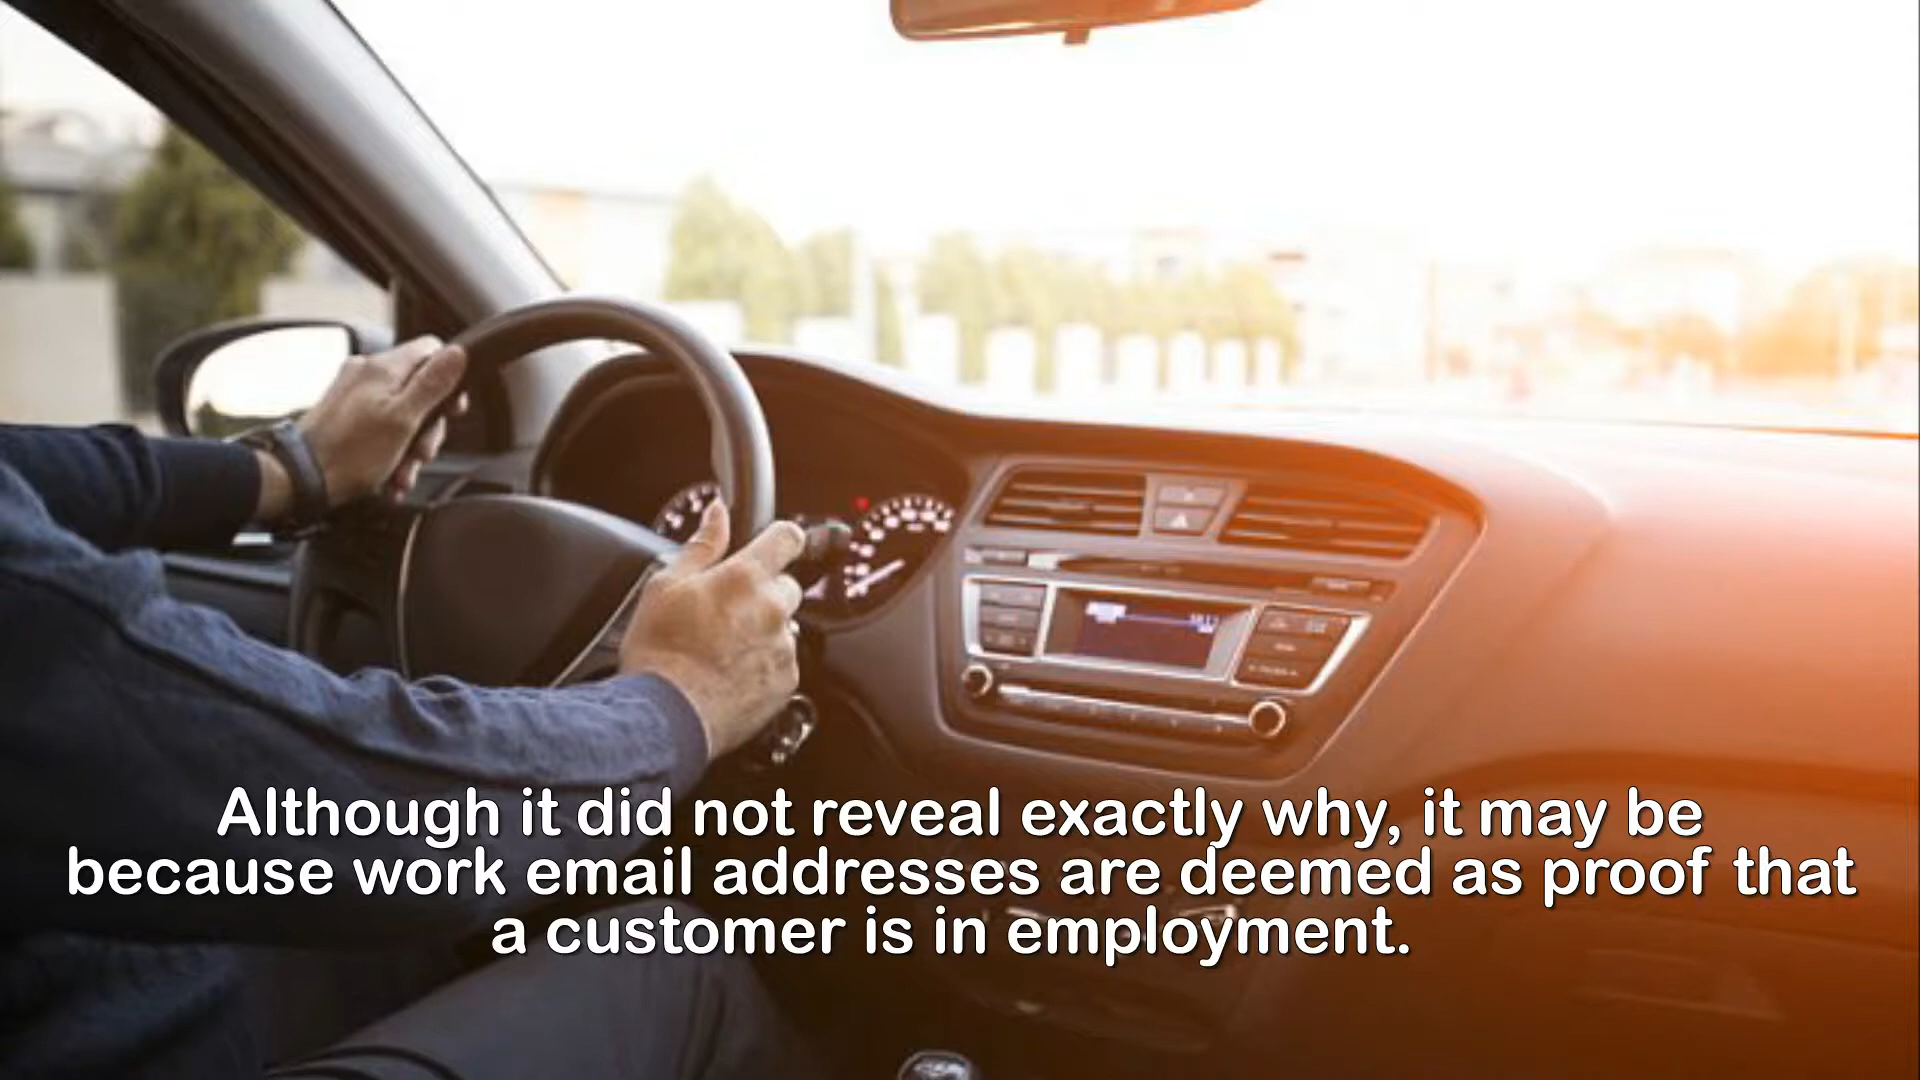 Although it did not reveal exactly why, it may be
because work email addresses are deemed as proof that
a customer is in employment.